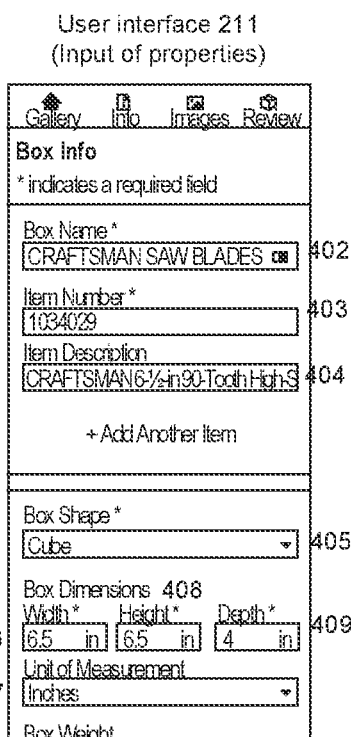 User interface 211
(Input of properties)
Gallery Info Images Review
Box Info
* indicates a required field
Box Name *
CRAFTSMAN SAW BLADES 402
Item Number *
403
1034029
Item Description
CRAFTSMAN 6-½-in 90-Tooth High-S 404
+ Add Another Item
Box Shape *
Cube 405
Box Dimensions 408
Width * Height * Depth *
6.5 in 6.5 in 4 in 409
Unit of Measurement
Inches
Box Weight